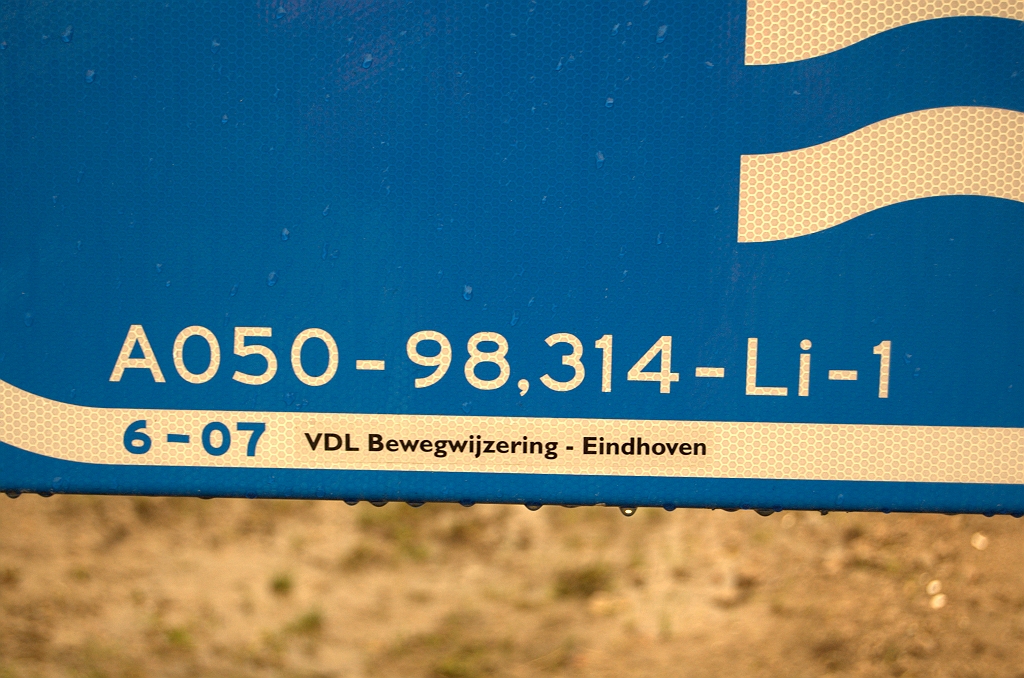 A050-98,314-Li-1
6-07 VDL Bewegwijzering - Eindhoven